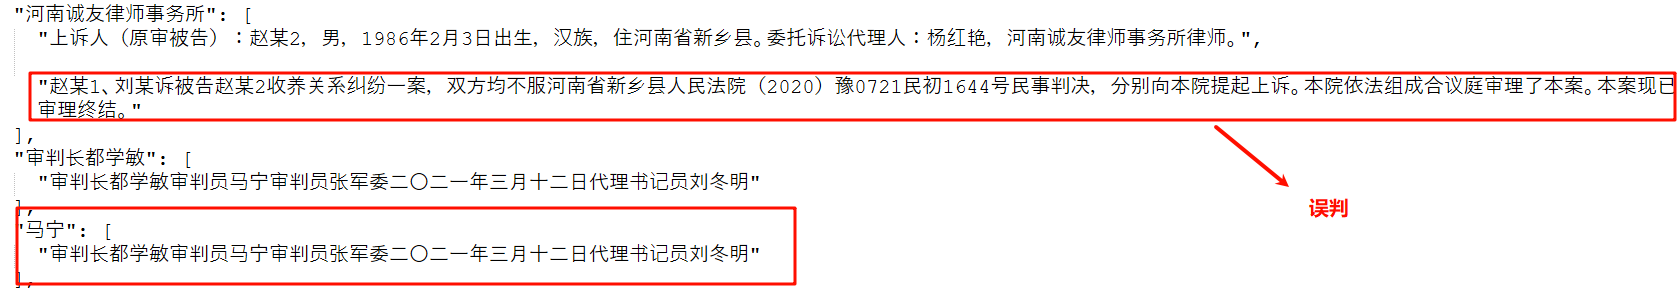 "河南诚友律师事务所": [
"上诉人（原审被告）：赵某2，男，1986年2月3日出生，汉族，住河南省新乡县。委托诉讼代理人：杨红艳，河南诚友律师事务所律师。",
"赵某1、刘某诉被告赵某2收养关系纠纷一案，双方均不服河南省新乡县人民法院（2020）豫0721民初1644号民事判决，分别向本院提起上诉。本院依法组成合议庭审理了本案。本案现已
审理终结。"
],
"审判长都学敏": [
"审判长都学敏审判员马宁审判员张军委二〇二一年三月十二日代理书记员刘冬明"
],
误判
"马宁": [
"审判长都学敏审判员马宁审判员张军委二〇二一年三月十二日代理书记员刘冬明"
],